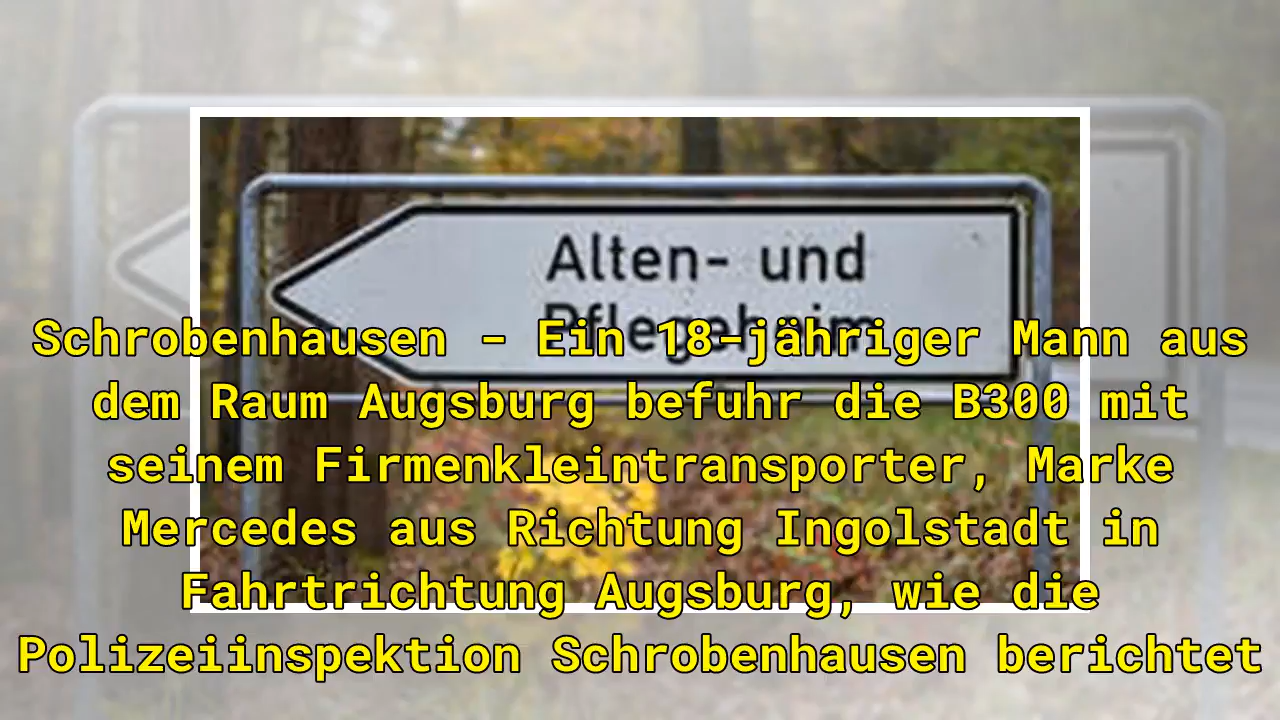 Alten- und
Pflegeheim
Schrobenhausen - Ein 18-jähriger Mann aus
dem Raum Augsburg befuhr die B300 mit
seinem Firmenkleintransporter, Marke
Mercedes aus Richtung Ingolstadt in
Fahrtrichtung Augsburg, wie die
Polizeiinspektion Schrobenhausen berichtet